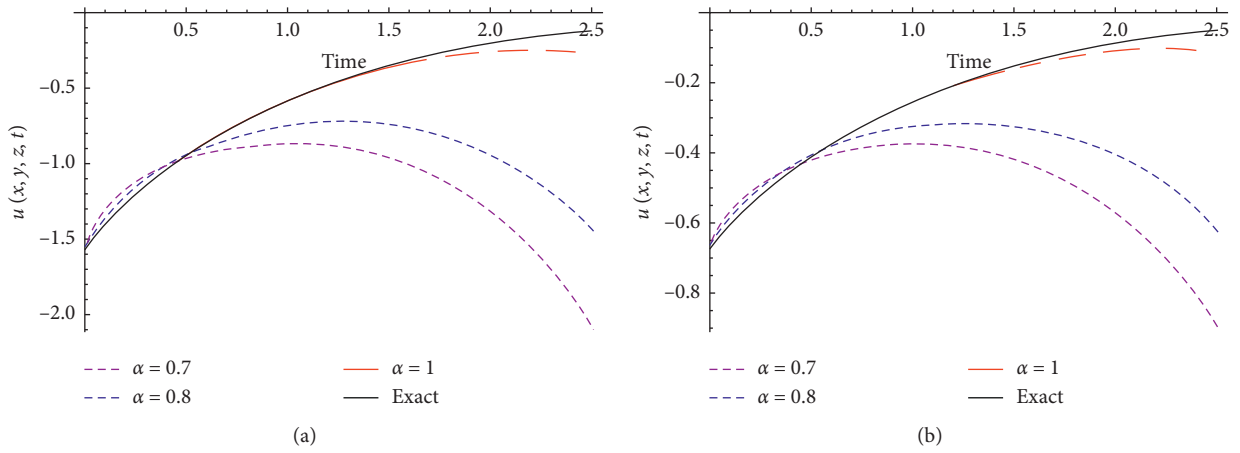 0.5 1.0 1.5 2.0 2.5
Time
−0.5
−1.0
−1.5
−2.0
u (x, y, z, t)
α = 0.7
α = 1
α = 0.8
Exact
(a)
0.5 1.0 1.5 2.0 2.5
Time
−0.2
−0.4
−0.6
−0.8
u (x, y, z, t)
α = 0.7
α = 1
α = 0.8
Exact
(b)